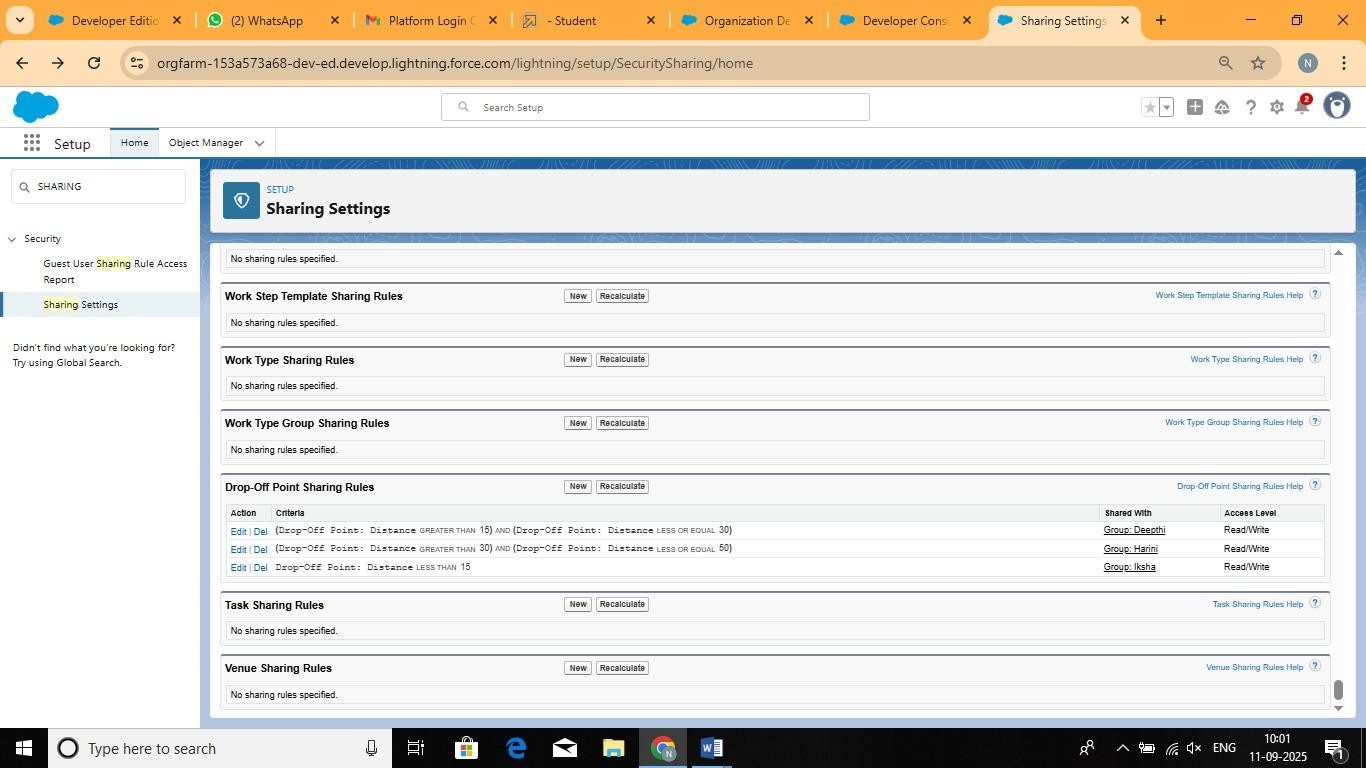 Developer Editio
(2) WhatsApp
Platform Login C
- Student
Organization De
Developer Cons
Sharing Settings
orgfarm-153a573a68-dev-ed.develop.lightning.force.com/lightning/setup/SecuritySharing/home
N
Search Setup
2
Setup
Home
Object Manager
SHARING
Security
Guest User Sharing Rule Access
Report
Sharing Settings
Didn't find what you're looking for?
Try using Global Search.
SETUP
Sharing Settings
No sharing rules specified.
Work Step Template Sharing Rules New Recalculate Work Step Template Sharing Rules Help ?
No sharing rules specified.
Work Type Sharing Rules New Recalculate Work Type Sharing Rules Help ?
No sharing rules specified.
Work Type Group Sharing Rules New Recalculate Work Type Group Sharing Rules Help ?
No sharing rules specified.
Drop-Off Point Sharing Rules New Recalculate Drop-Off Point Sharing Rules Help ?
Action Criteria Shared With Access Level
Edit | Del (Drop-Off Point: Distance GREATER THAN 15) AND (Drop-Off Point: Distance LESS OR EQUAL 30) Group: Deepthi Read/Write
Edit | Del (Drop-Off Point: Distance GREATER THAN 30) AND (Drop-Off Point: Distance LESS OR EQUAL 50) Group: Harini Read/Write
Edit | Del Drop-Off Point: Distance LESS THAN 15 Group: Iksha Read/Write
Task Sharing Rules New Recalculate Task Sharing Rules Help ?
No sharing rules specified.
Venue Sharing Rules New Recalculate Venue Sharing Rules Help ?
No sharing rules specified.
Type here to search
ENG
10:01
11-09-2025
1